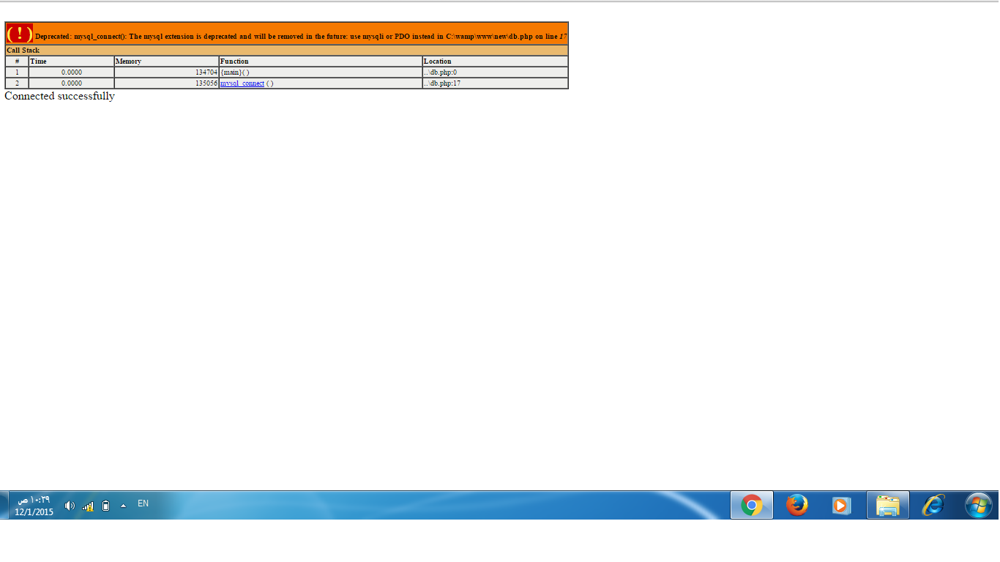 ( ! ) Deprecated: mysql_connect(): The mysql extension is deprecated and will be removed in the future: use mysqli or PDO instead in C:\wamp\www\new\db.php on line 17
Call Stack
# Time Memory Function Location
1 0.0000 134704 {main}( ) ..\db.php:0
2 0.0000 135056 mysql_connect ( ) ..\db.php:17
Connected successfully
١٠:٣٩ ص
12/1/2015
EN